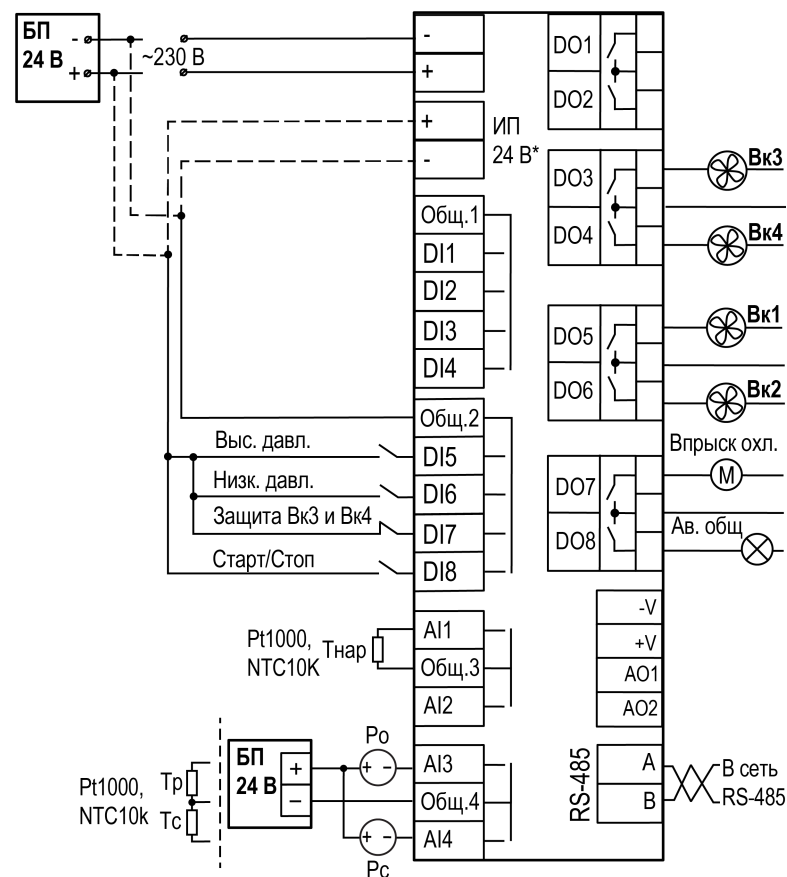 БП
24 В
-
+
~230 В
-
+
+
-
ИП
24 В*
Общ.1
DI1
DI2
DI3
DI4
Общ.2
DI5
DI6
DI7
DI8
Выс. давл.
Низк. давл.
Защита Вк3 и Вк4
Старт/Стоп
Pt1000,
NTC10K
Тнар
AI1
Общ.3
AI2
Pt1000,
NTC10k
Тр
Тс
БП
24 В
+
–
Ро
+ –
+ –
Рс
AI3
Общ.4
AI4
DO1
DO2
DO3
DO4
Вк3
Вк4
DO5
DO6
Вк1
Вк2
Впрыск охл.
М
DO7
DO8
Ав. общ
-V
+V
AO1
AO2
RS-485
A
B
В сеть
RS-485